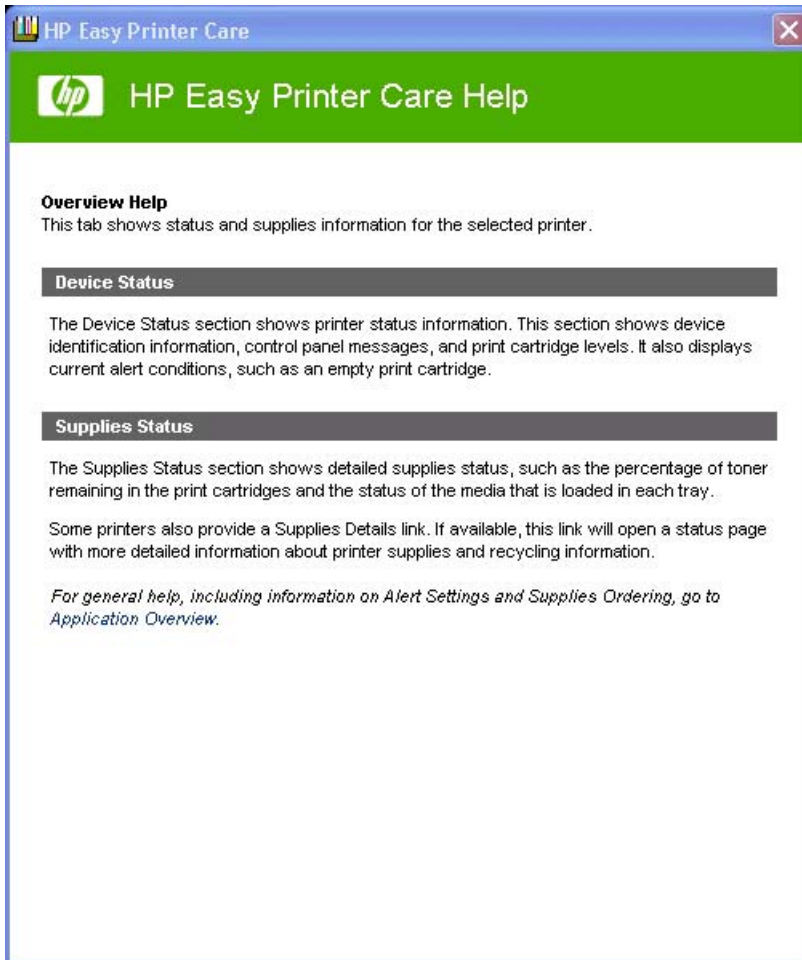 HP Easy Printer Care
hp HP Easy Printer Care Help
Overview Help
This tab shows status and supplies information for the selected printer.
Device Status
The Device Status section shows printer status information. This section shows device
identification information, control panel messages, and print cartridge levels. It also displays
current alert conditions, such as an empty print cartridge.
Supplies Status
The Supplies Status section shows detailed supplies status, such as the percentage of toner
remaining in the print cartridges and the status of the media that is loaded in each tray.
Some printers also provide a Supplies Details link. If available, this link will open a status page
with more detailed information about printer supplies and recycling information.
For general help, including information on Alert Settings and Supplies Ordering, go to
Application Overview.